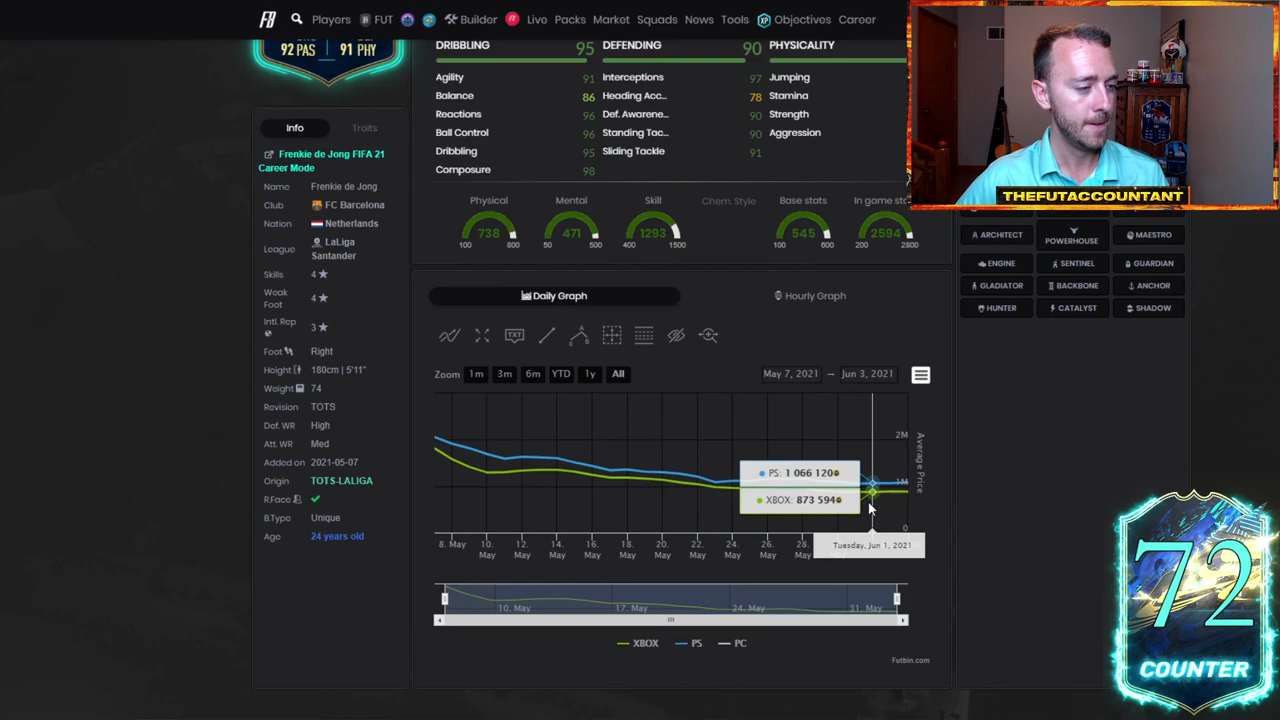 Players FUT Builder Live Packs Market Squads News Tools XP Objectives Career
92 PAS 91 PHY
DRIBBLING 95 DEFENDING 90 PHYSICALITY
Agility 91 Interceptions 97 Jumping
Balance 86 Heading Acc... 78 Stamina
Reactions 96 Def. Awarene... 90 Strength
Ball Control 96 Standing Tac... 90 Aggression
Dribbling 95 Sliding Tackle 91
Composure 98
THEFUTACCOUNTANT
Info Traits
Frenkie de Jong FIFA 21
Career Mode
Name Frenkie de Jong
Club FC Barcelona
Nation Netherlands
League LaLiga
Santander
Skills 4★
Weak
Foot 4★
Intl. Rep 3★
Foot Right
Height 180cm | 5'11"
Weight 74
Revision TOTS
Def. WR High
Att. WR Med
Added on 2021-05-07
Origin TOTS-LALIGA
R.Face
B.Type Unique
Age 24 years old
Physical Mental Skill Chem. Style Base stats In game stats
738 471 1293 545 2594
100 800 50 500 400 1500 100 600 200 2800
ARCHITECT POWERHOUSE MAESTRO
ENGINE SENTINEL GUARDIAN
GLADIATOR BACKBONE ANCHOR
HUNTER CATALYST SHADOW
Daily Graph Hourly Graph
TXT
Zoom 1m 3m 6m YTD 1y All May 7, 2021 → Jun 3, 2021
2M
1M
0
Average Price
PS: 1 066 120
XBOX: 873 594
8. May 10. May 12. May 14. May 16. May 18. May 20. May 22. May 24. May 26. May 28.
Tuesday, Jun 1, 2021
10. May 17. May 24. May 31. May
XBOX PS PC
Futbin.com
72
COUNTER